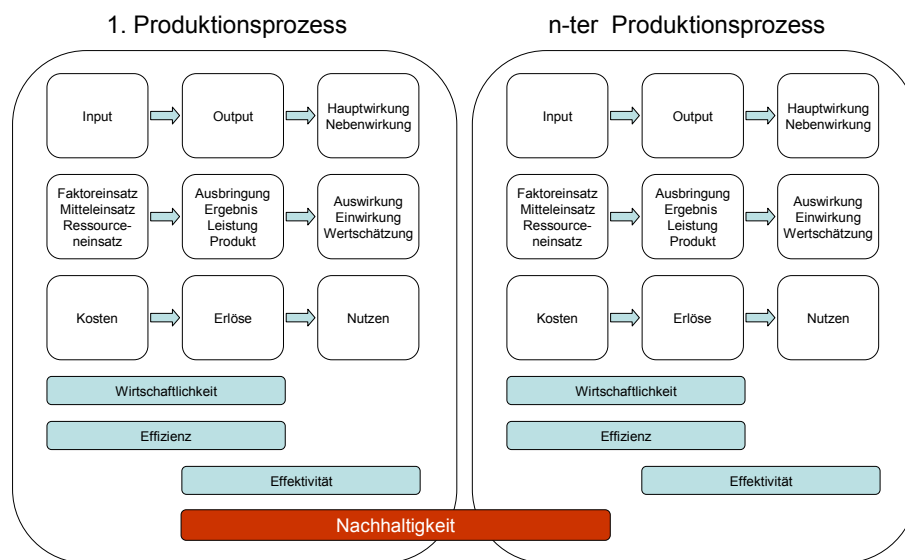 1. Produktionsprozess
Input
Output
Hauptwirkung
Nebenwirkung
Faktoreinsatz
Mitteleinsatz
Ressource-
neinsatz
Ausbringung
Ergebnis
Leistung
Produkt
Auswirkung
Einwirkung
Wertschätzung
Kosten
Erlöse
Nutzen
Wirtschaftlichkeit
Effizienz
Effektivität
n-ter Produktionsprozess
Input
Output
Hauptwirkung
Nebenwirkung
Faktoreinsatz
Mitteleinsatz
Ressource-
neinsatz
Ausbringung
Ergebnis
Leistung
Produkt
Auswirkung
Einwirkung
Wertschätzung
Kosten
Erlöse
Nutzen
Wirtschaftlichkeit
Effizienz
Effektivität
Nachhaltigkeit